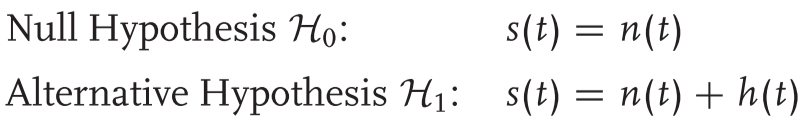 Null Hypothesis ℋ₀: s(t) = n(t)
Alternative Hypothesis ℋ₁: s(t) = n(t) + h(t)